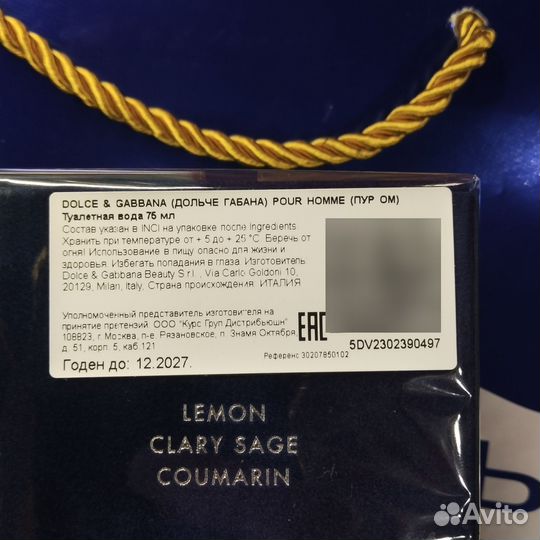 DOLCE & GABBANA (ДОЛЬЧЕ ГАБАНА) POUR HOMME (ПУР ОМ)
Туалетная вода 75 мл
Состав указан в INCI на упаковке после Ingredients
Хранить при температуре от + 5 до + 25 °C. Беречь от
огня! Использование в пищу опасно для жизни и
здоровья. Избегать попадания в глаза. Изготовитель
Dolce & Gabbana Beauty S.r.l., Via Carlo Goldoni 10,
20129, Milan, Italy, Страна происхождения: ИТАЛИЯ
Уполномоченный представитель изготовителя на
принятие претензий: ООО "Курс Груп Дистрибьюшн"
108823, г. Москва, п-е. Рязановское, п. Знамя Октября,
д. 51, корп. 5, каб.121
EAC
5DV2302390497
Референс 30207850102
Годен до: 12.2027.
LEMON
CLARY SAGE
COUMARIN
Avito